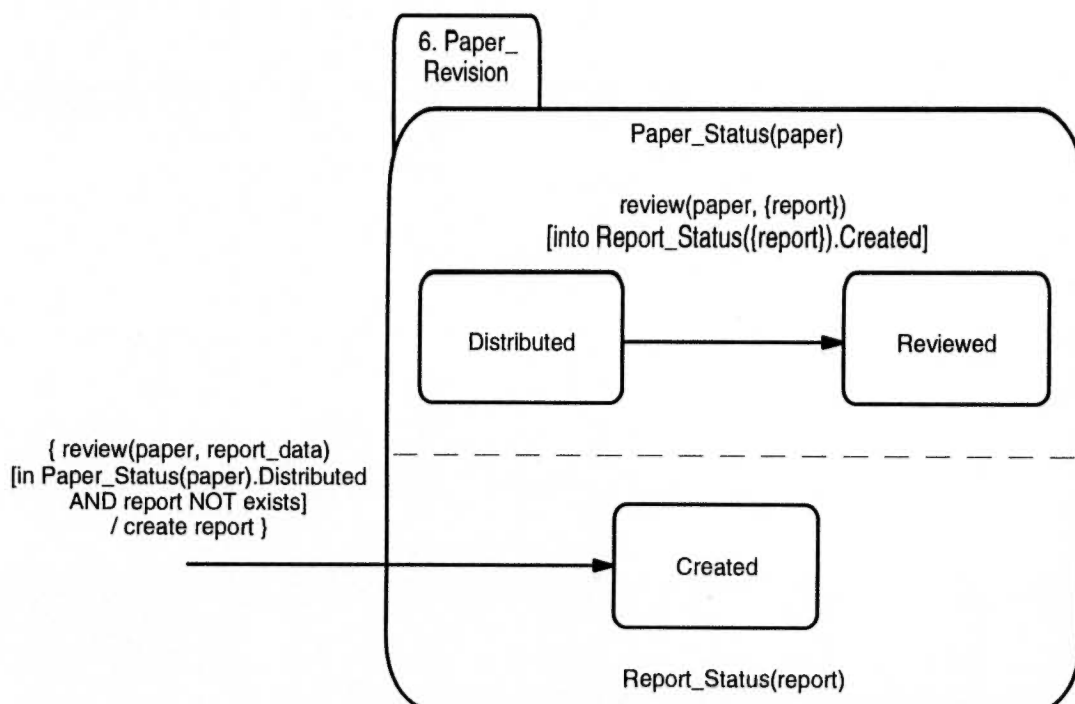 6. Paper_
Revision
Paper_Status(paper)
review(paper, {report})
[into Report_Status({report}).Created]
Distributed
Reviewed
{ review(paper, report_data)
[in Paper_Status(paper).Distributed
AND report NOT exists]
/ create report }
Created
Report_Status(report)